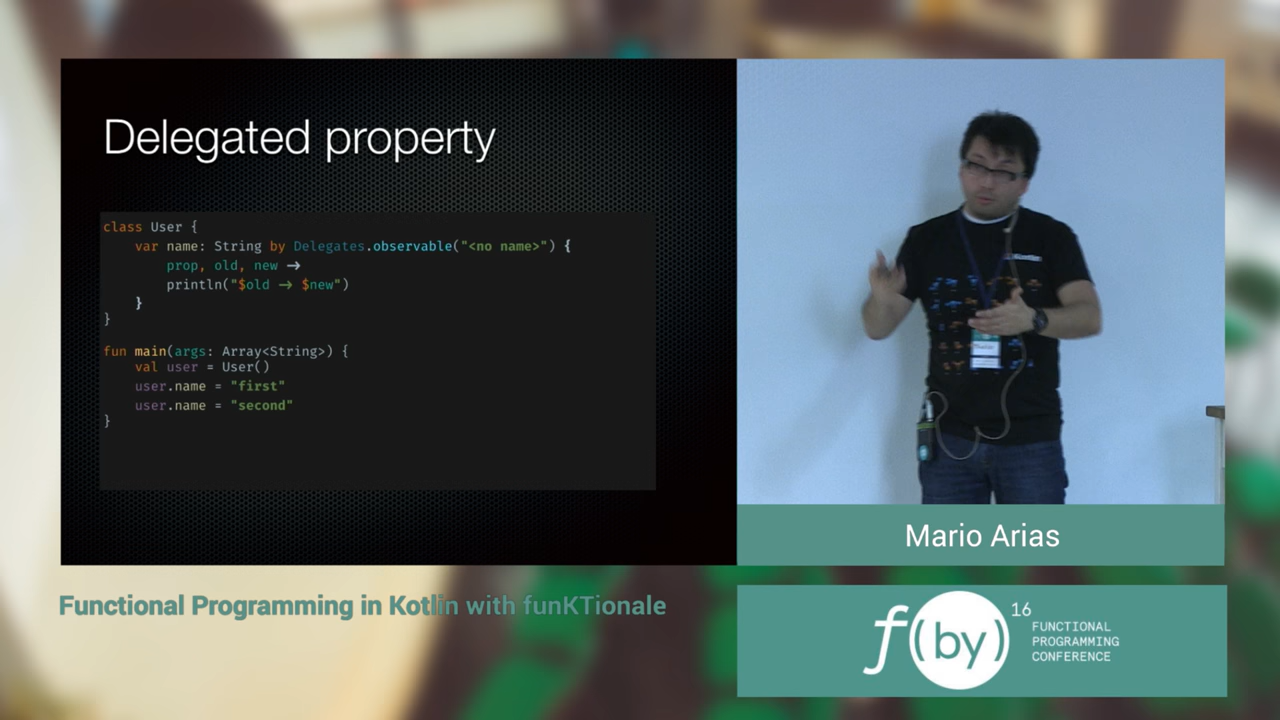 Delegated property
class User {
    var name: String by Delegates.observable("<no name>") {
        prop, old, new →
        println("$old → $new")
    }
}
fun main(args: Array<String>) {
    val user = User()
    user.name = "first"
    user.name = "second"
}
Kotlin
Mario Arias
Functional Programming in Kotlin with funKTionale
f(by) 16
FUNCTIONAL
PROGRAMMING
CONFERENCE